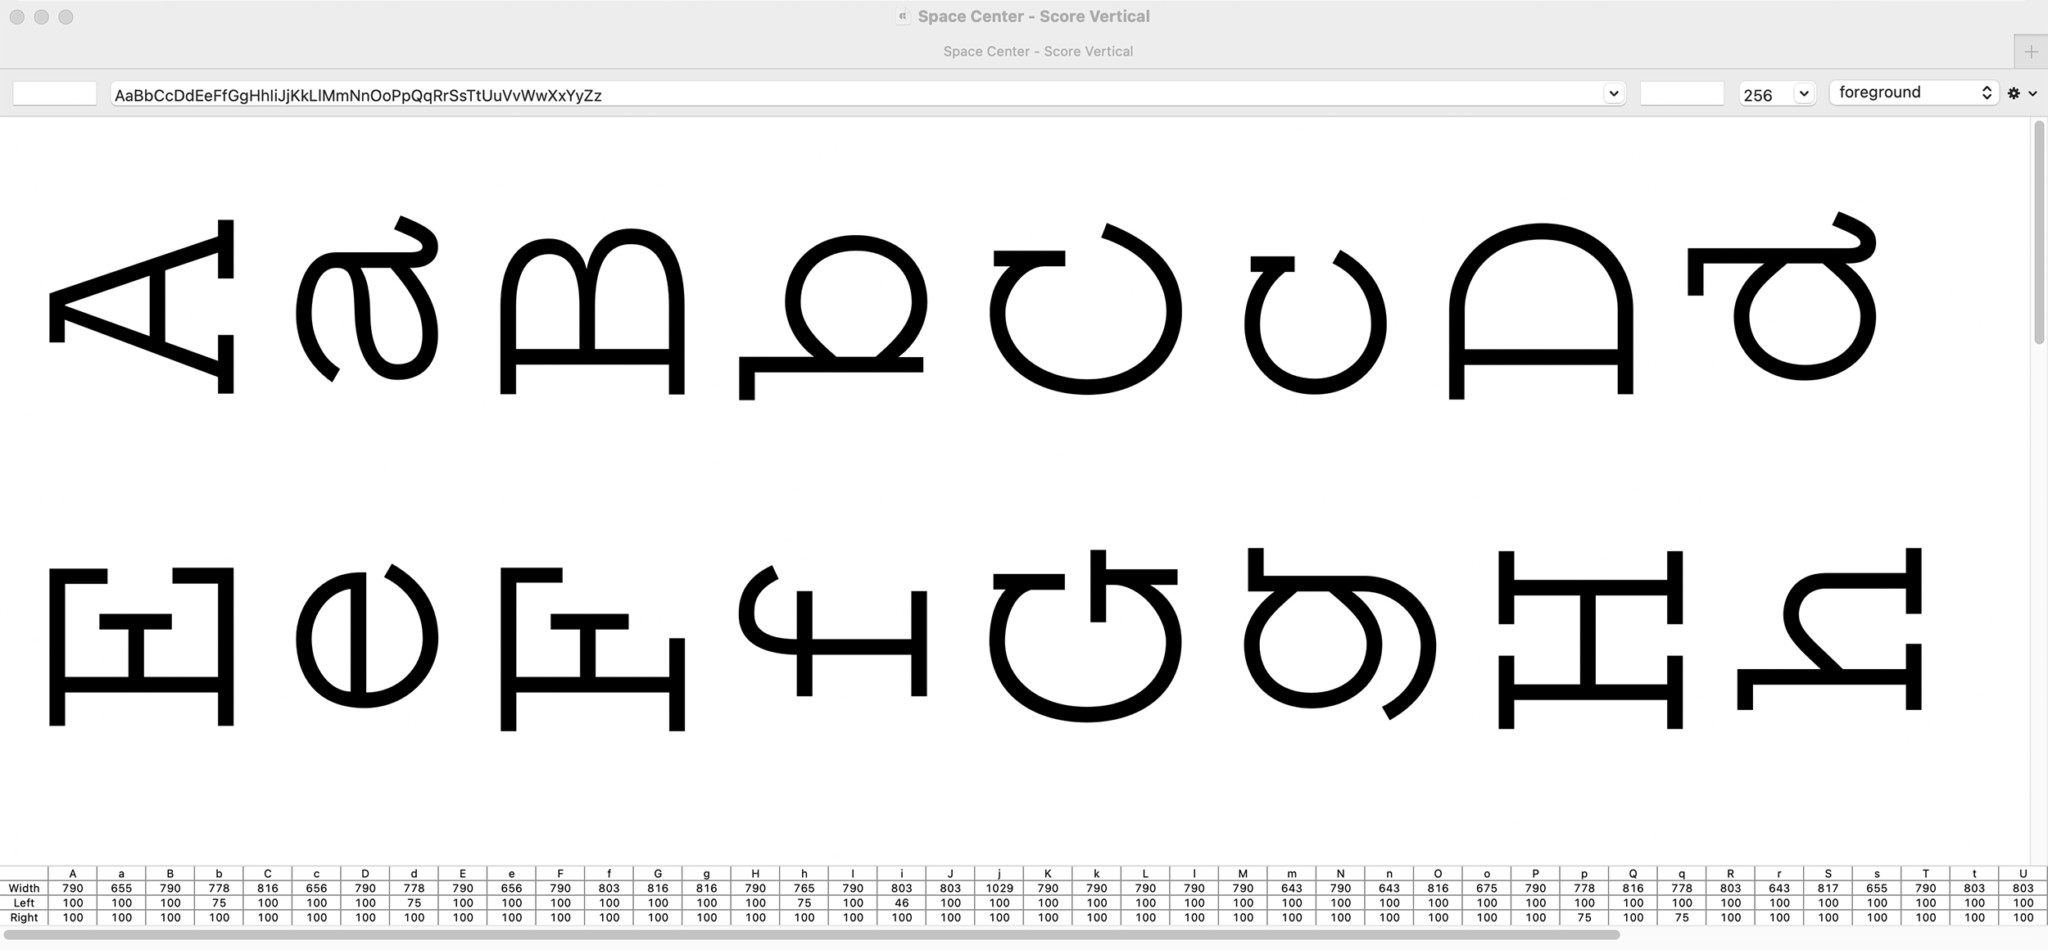 Space Center - Score Vertical
Space Center - Score Vertical
AaBbCcDdEeFfGgHhIiJjKkLlMmNnOoPpQqRrSsTtUuVvWwXxYyZz
256
foreground
A a B b C c D d
E e F f G g H h
A a B b C c D d E e F f G g H h I i J j K k L l M m N n O o P p Q q R r S s T t U
Width 790 655 790 778 816 656 790 778 790 656 790 803 816 816 790 765 790 803 803 1029 790 790 790 790 790 643 790 643 816 675 790 778 816 778 803 643 817 655 790 803 803
Left 100 100 100 75 100 100 100 75 100 100 100 100 100 100 100 75 100 46 100 100 100 100 100 100 100 100 100 100 100 100 100 100 100 100 100 100 100 100 100 100 100
Right 100 100 100 100 100 100 100 100 100 100 100 100 100 100 100 100 100 100 100 100 100 100 100 100 100 100 100 100 100 100 100 75 100 75 100 100 100 100 100 100 100